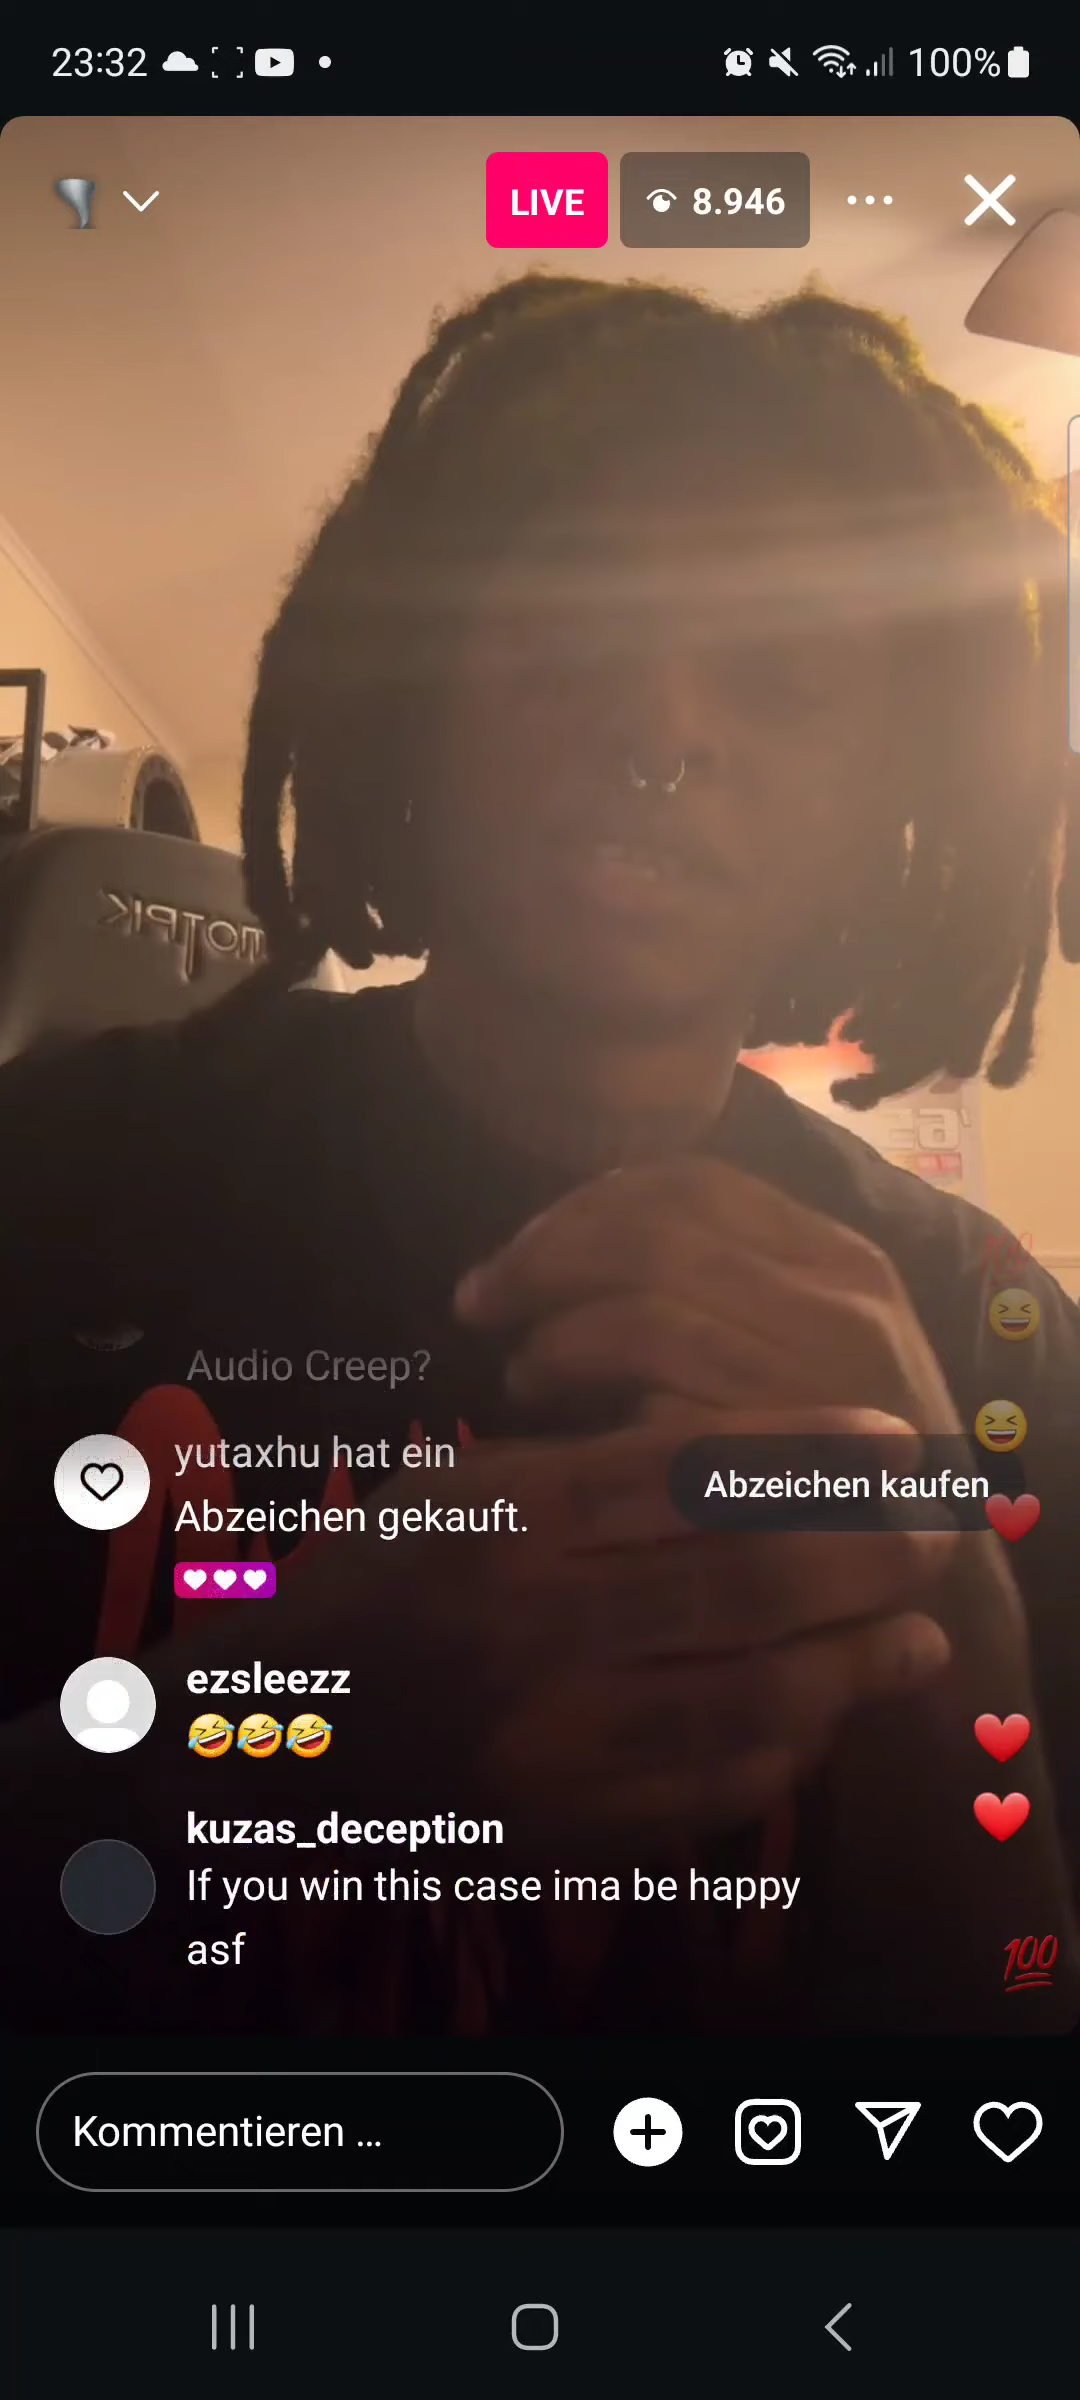 23:32
100%
LIVE
8.946
Audio Creep?
yutaxhu hat ein
Abzeichen gekauft.
Abzeichen kaufen
ezsleezz
🤣🤣🤣
kuzas_deception
If you win this case ima be happy
asf
💯
Kommentieren ...